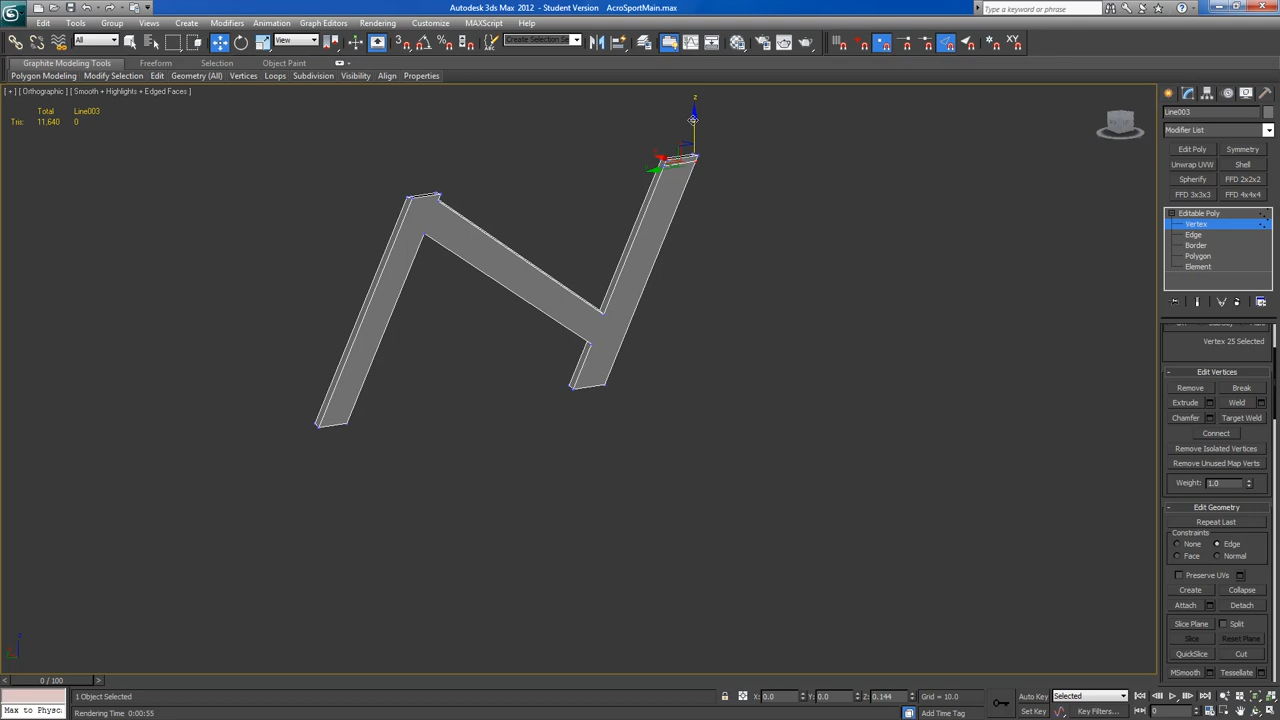 Autodesk 3ds Max 2012 - Student Version AcroSportMain.max
Type a keyword or phrase
Edit Tools Group Views Create Modifiers Animation Graph Editors Rendering Customize MAXScript Help
All
View
3
Create Selection Se
XY
Graphite Modeling Tools Freeform Selection Object Paint
Polygon Modeling Modify Selection Edit Geometry (All) Vertices Loops Subdivision Visibility Align Properties
[ + ] [ Orthographic ] [ Smooth + Highlights + Edged Faces ]
Total Line003
Tris: 11,640 0
z
Line003
Modifier List
Edit Poly Symmetry
Unwrap UVW Shell
Spherify FFD 2x2x2
FFD 3x3x3 FFD 4x4x4
Editable Poly
Vertex
Edge
Border
Polygon
Element
Vertex 25 Selected
- Edit Vertices
Remove Break
Extrude Weld
Chamfer Target Weld
Connect
Remove Isolated Vertices
Remove Unused Map Verts
Weight: 1.0
- Edit Geometry
Repeat Last
Constraints
None Edge
Face Normal
Preserve UVs
Create Collapse
Attach Detach
Slice Plane Split
Slice Reset Plane
QuickSlice Cut
MSmooth Tessellate
z
< 0 / 100 >
1 Object Selected
X: 0.0 Y: 0.0 Z: 0.144 Grid = 10.0
Auto Key Selected
Max to Physc.
Rendering Time 0:00:55
Add Time Tag
Set Key Key Filters... 0